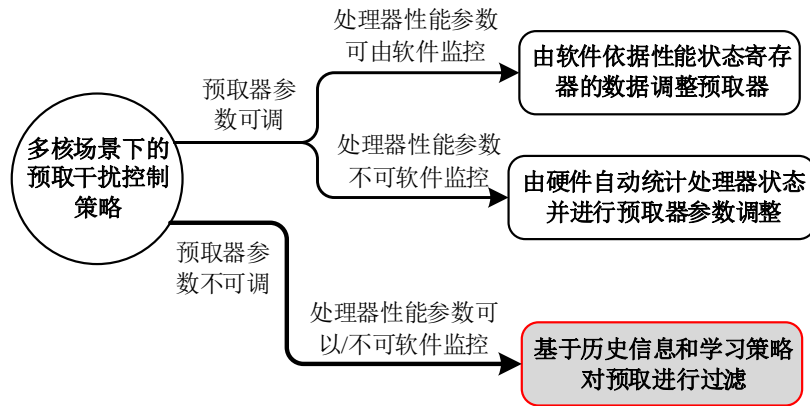 多核场景下的
预取干扰控制
策略
预取器参
数可调
处理器性能参数
可由软件监控
由软件依据性能状态寄存
器的数据调整预取器
处理器性能参数
不可软件监控
由硬件自动统计处理器状态
并进行预取器参数调整
预取器参
数不可调
处理器性能参数可
以/不可软件监控
基于历史信息和学习策略
对预取进行过滤